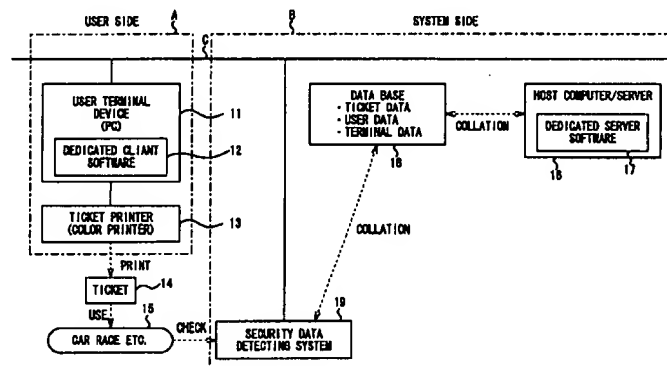 USER SIDE
A
B
SYSTEM SIDE
C
USER TERMINAL
DEVICE
(PC)
11
DEDICATED CLIANT
SOFTWARE
12
TICKET PRINTER
(COLOR PRINTER)
13
PRINT
TICKET
14
USE
15
CAR RACE ETC.
CHECK
DATA BASE
· TICKET DATA
· USER DATA
· TERMINAL DATA
18
COLLATION
HOST COMPUTER/SERVER
DEDICATED SERVER
SOFTWARE
17
16
COLLATION
19
SECURITY DATA
DETECTING SYSTEM